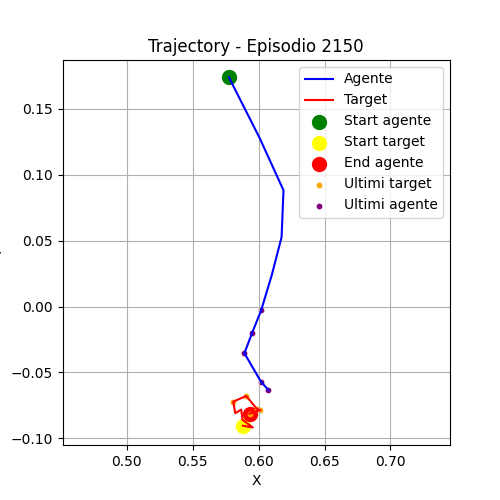 Trajectory - Episodio 2150
Agente
Target
Start agente
Start target
End agente
Ultimi target
Ultimi agente
0.15
0.10
0.05
0.00
−0.05
−0.10
0.50
0.55
0.60
0.65
0.70
X